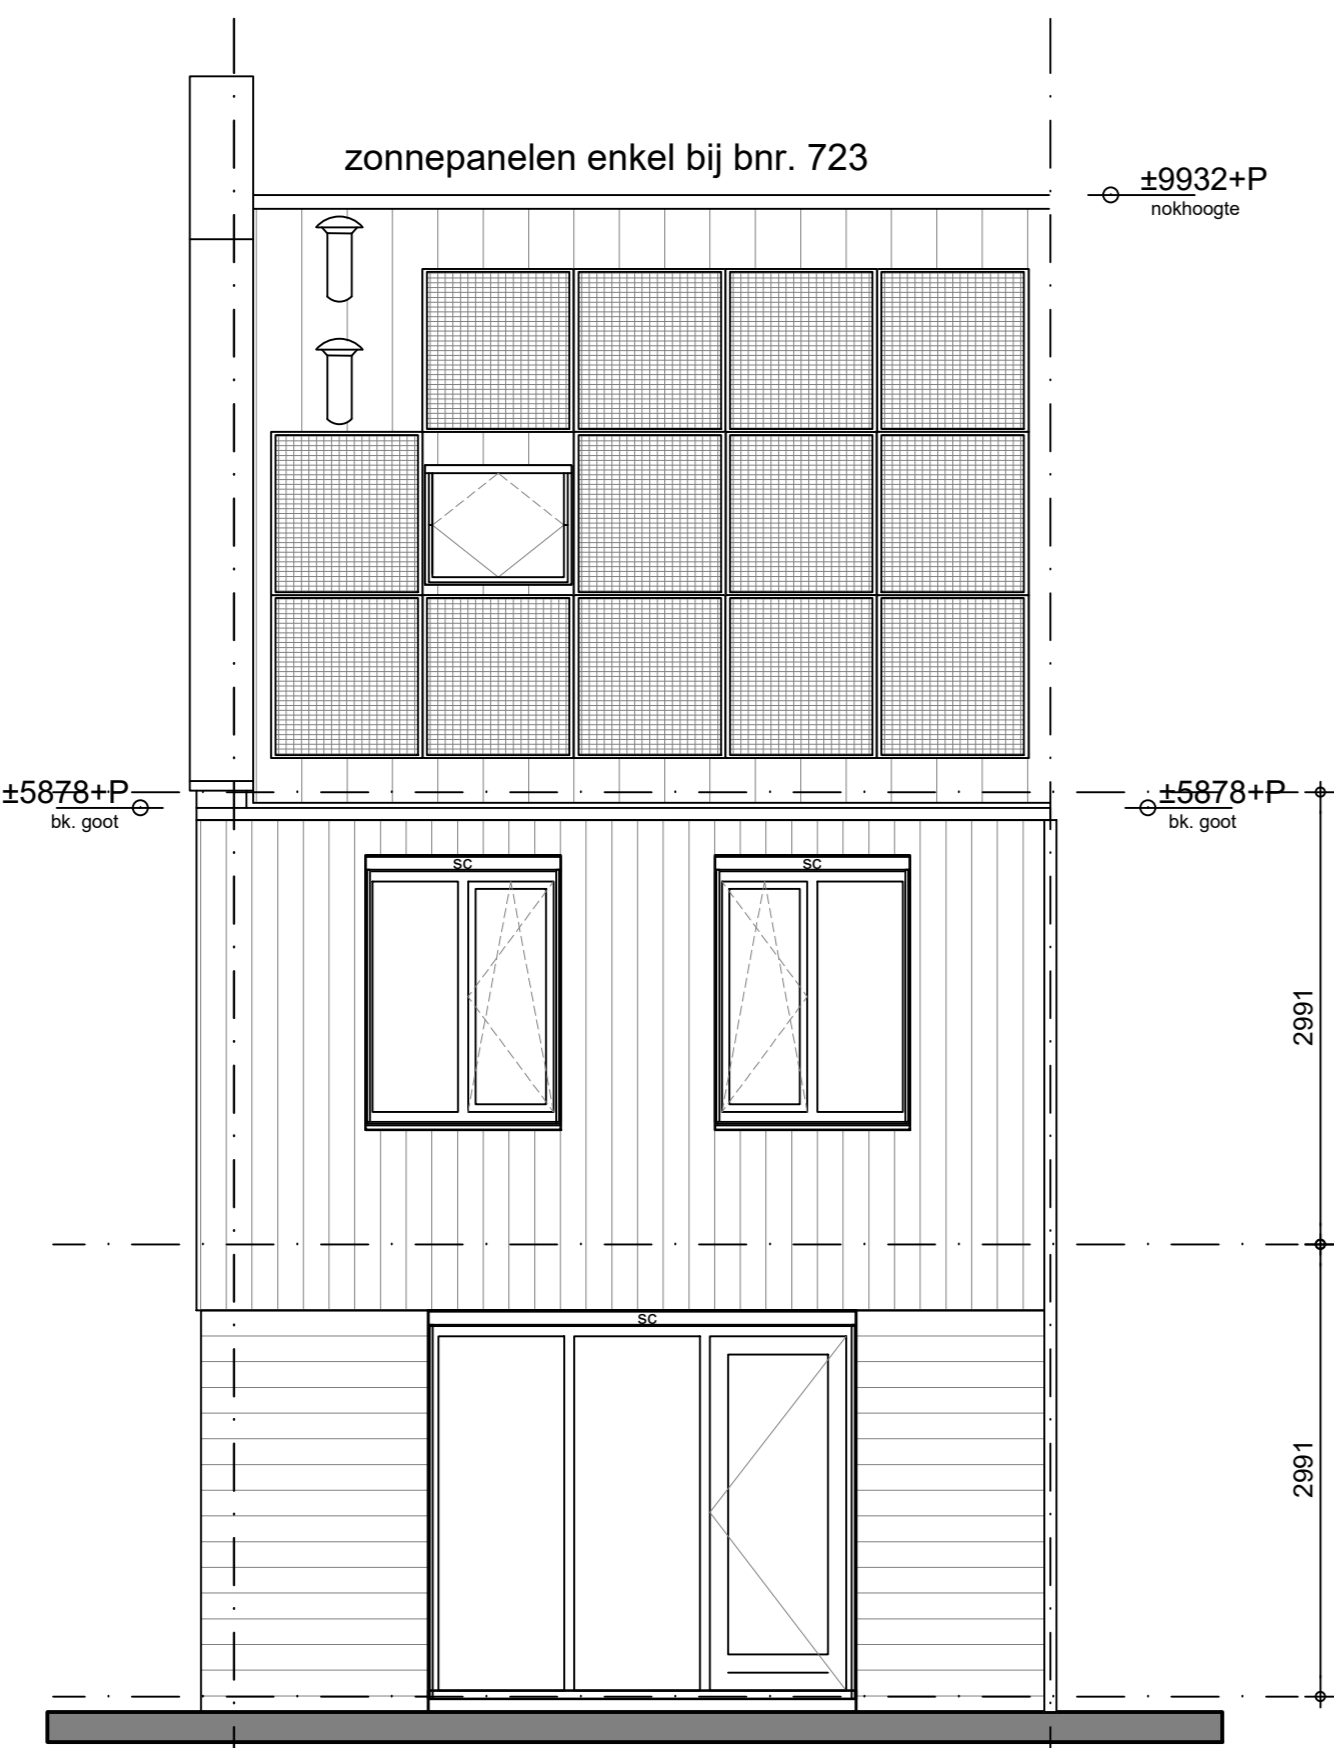 zonnepanelen enkel bij bnr. 723
±9932+P
nokhoogte
±5878+P
bk. goot
±5878+P
bk. goot
SC
SC
2991
SC
2991